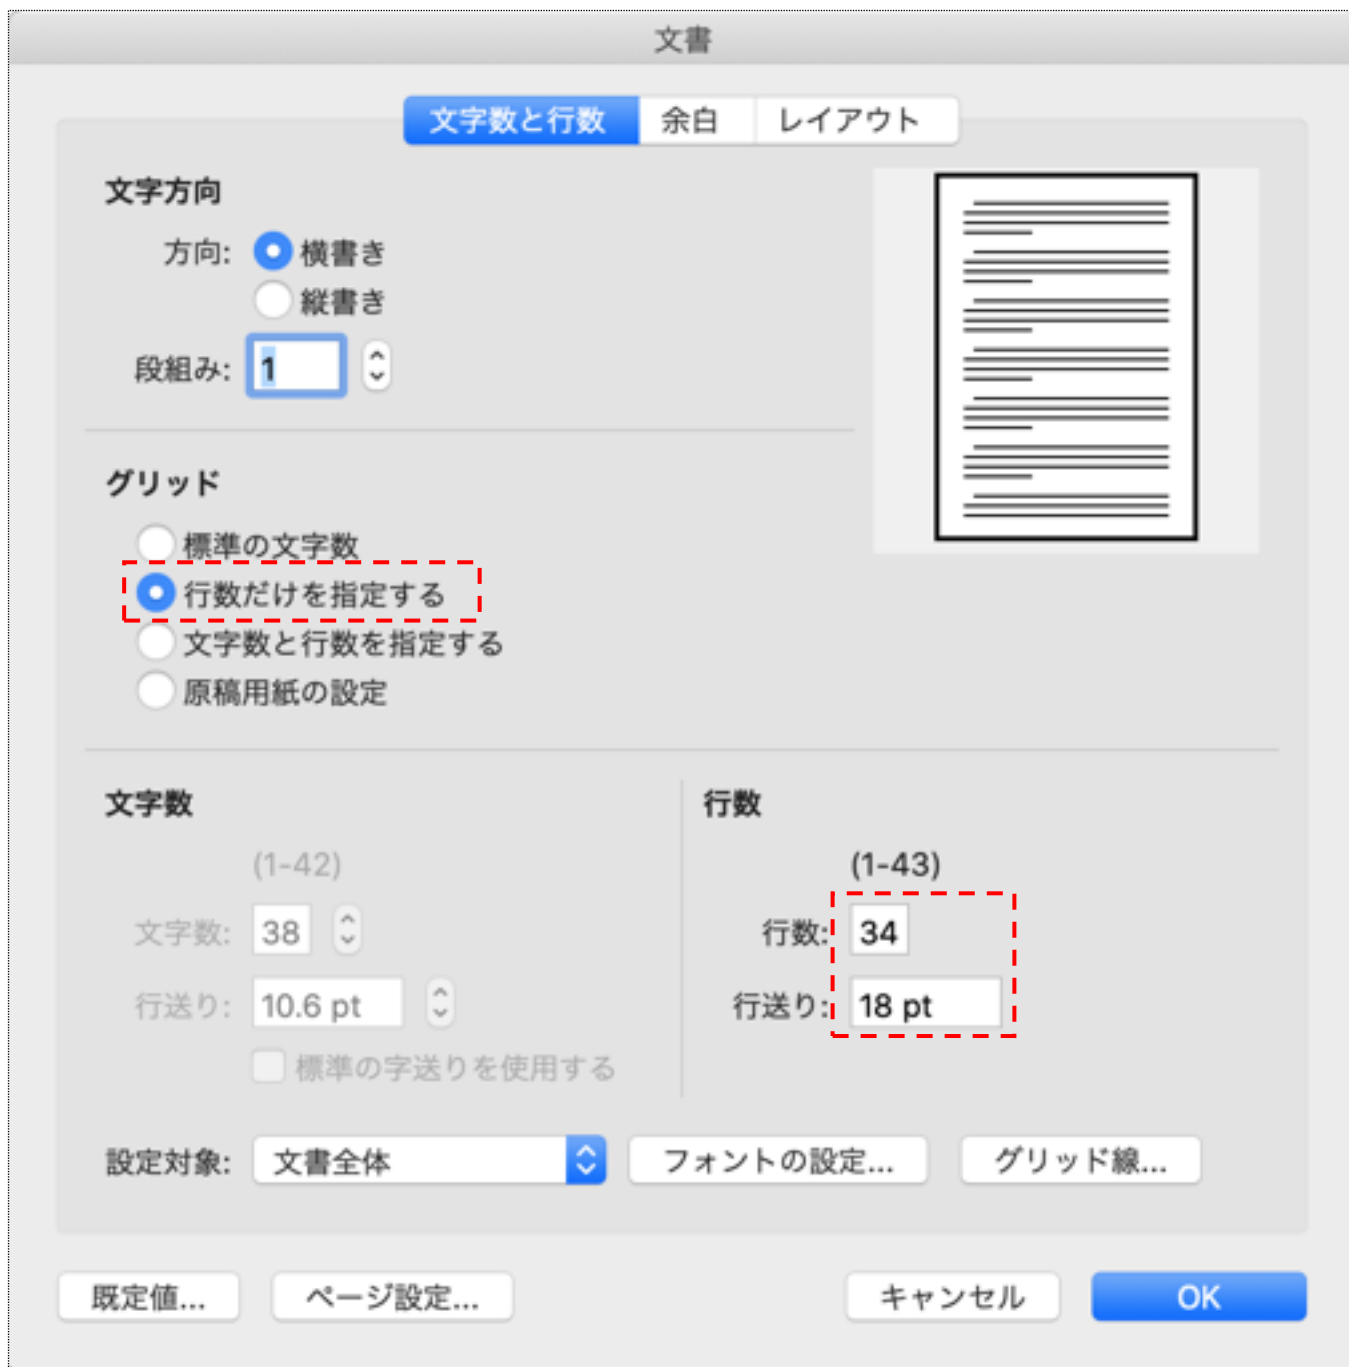 文書
文字数と行数 余白 レイアウト
文字方向
方向: 横書き
縦書き
段組み: 1
グリッド
標準の文字数
行数だけを指定する
文字数と行数を指定する
原稿用紙の設定
文字数
(1-42)
文字数: 38
行送り: 10.6 pt
標準の字送りを使用する
行数
(1-43)
行数: 34
行送り: 18 pt
設定対象: 文書全体 フォントの設定... グリッド線...
既定値... ページ設定... キャンセル OK